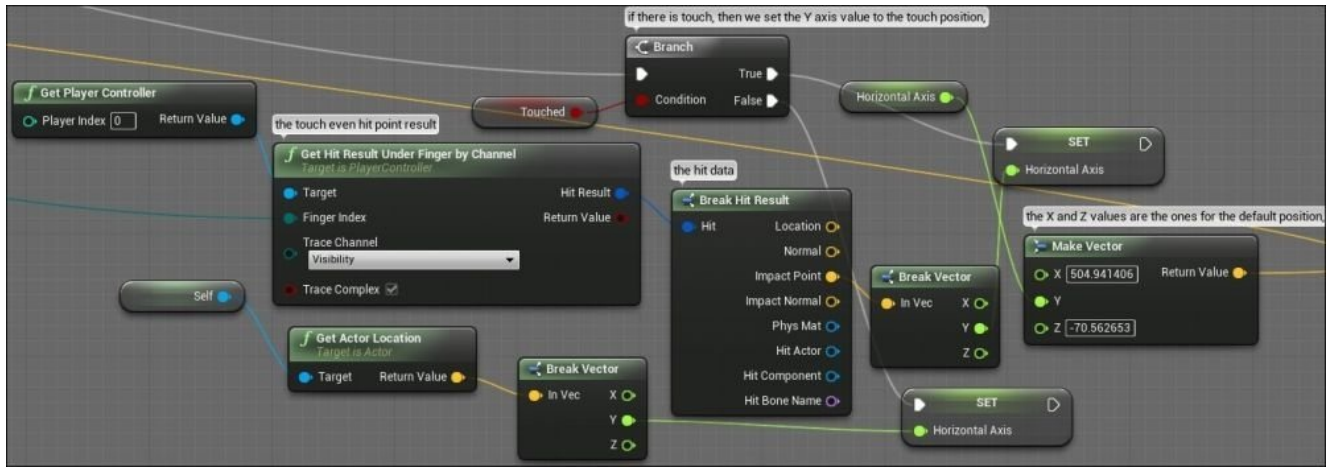 if there is touch, then we set the Y axis value to the touch position,
Branch
True
Condition
False
Touched
Horizontal Axis
SET
Horizontal Axis
f Get Player Controller
Player Index 0
Return Value
the touch even hit point result
f Get Hit Result Under Finger by Channel
Target is PlayerController
Target
Hit Result
Finger Index
Return Value
Trace Channel
Visibility
Trace Complex
the hit data
Break Hit Result
Hit
Location
Normal
Impact Point
Impact Normal
Phys Mat
Hit Actor
Hit Component
Hit Bone Name
Break Vector
In Vec
X
Y
Z
the X and Z values are the ones for the default position,
Make Vector
X 504.941406
Return Value
Y
Z -70.562653
Self
f Get Actor Location
Target is Actor
Target
Return Value
Break Vector
In Vec
X
Y
Z
SET
Horizontal Axis